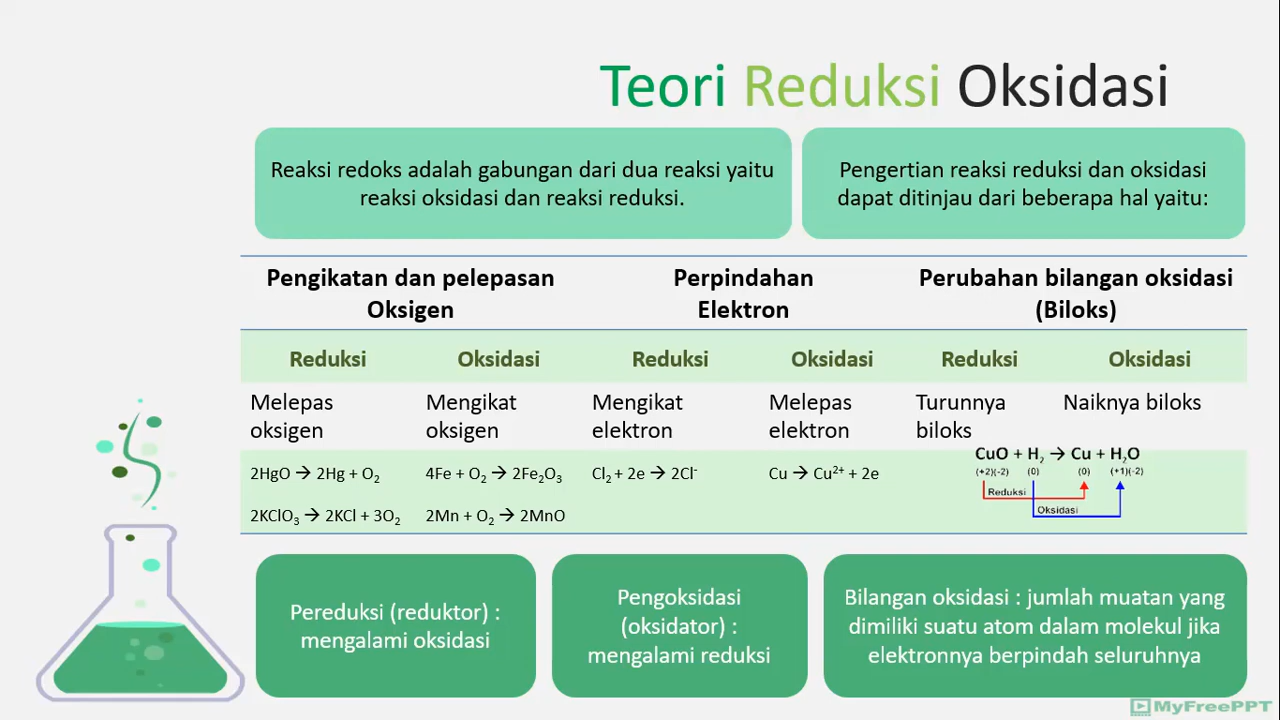 Teori Reduksi Oksidasi
Reaksi redoks adalah gabungan dari dua reaksi yaitu
reaksi oksidasi dan reaksi reduksi.
Pengertian reaksi reduksi dan oksidasi
dapat ditinjau dari beberapa hal yaitu:
Pengikatan dan pelepasan
Oksigen
Perpindahan
Elektron
Perubahan bilangan oksidasi
(Biloks)
Reduksi
Oksidasi
Reduksi
Oksidasi
Reduksi
Oksidasi
Melepas
oksigen
Mengikat
oksigen
Mengikat
elektron
Melepas
elektron
Turunnya
biloks
Naiknya biloks
2HgO → 2Hg + O₂
2KClO₃ → 2KCl + 3O₂
4Fe + O₂ → 2Fe₂O₃
2Mn + O₂ → 2MnO
Cl₂ + 2e → 2Cl⁻
Cu → Cu²⁺ + 2e
CuO + H₂ → Cu + H₂O
(+2)(-2) (0) (0) (+1)(-2)
Reduksi
Oksidasi
Pereduksi (reduktor) :
mengalami oksidasi
Pengoksidasi
(oksidator) :
mengalami reduksi
Bilangan oksidasi : jumlah muatan yang
dimiliki suatu atom dalam molekul jika
elektronnya berpindah seluruhnya
MyFreePPT